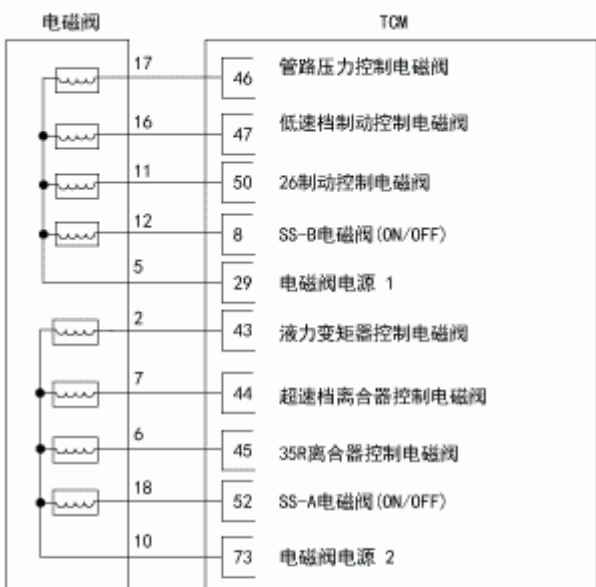 电磁阀 TCM
17 46 管路压力控制电磁阀
16 47 低速档制动控制电磁阀
11 50 26制动控制电磁阀
12 8 SS-B电磁阀(ON/OFF)
5 29 电磁阀电源 1
2 43 液力变矩器控制电磁阀
7 44 超速档离合器控制电磁阀
6 45 35R离合器控制电磁阀
18 52 SS-A电磁阀(ON/OFF)
10 73 电磁阀电源 2